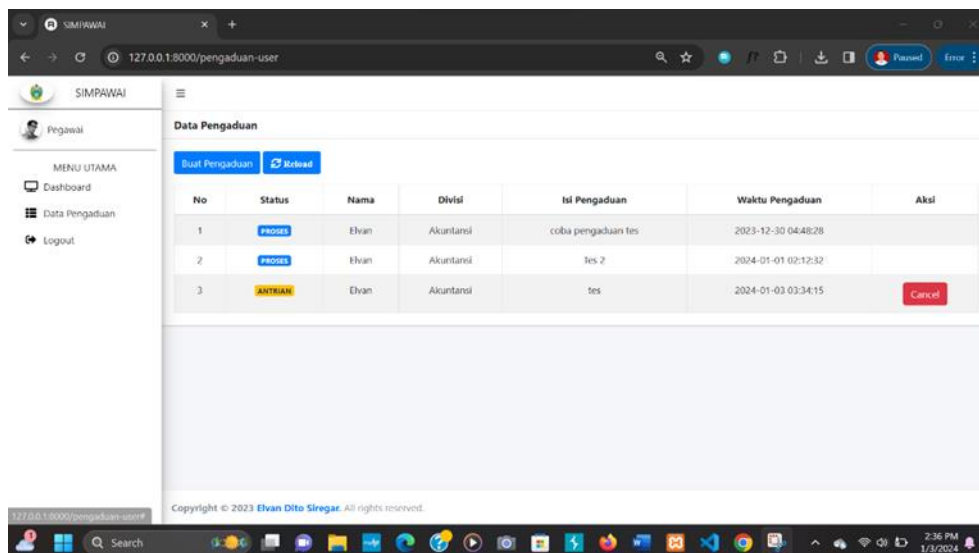 SIMPAWAI
127.0.0.1:8000/pengaduan-user
Paused
Error
SIMPAWAI
Pegawai
MENU UTAMA
Dashboard
Data Pengaduan
Logout
Data Pengaduan
Buat Pengaduan
Reload
No Status Nama Divisi Isi Pengaduan Waktu Pengaduan Aksi
1 PROSES Elvan Akuntansi coba pengaduan tes 2023-12-30 04:48:28
2 PROSES Elvan Akuntansi Tes 2 2024-01-01 02:12:32
3 ANTRIAN Elvan Akuntansi tes 2024-01-03 03:34:15 Cancel
Copyright © 2023 Elvan Dito Siregar. All rights reserved.
127.0.0.1:8000/pengaduan-user#
Search
2:36 PM
1/3/2024